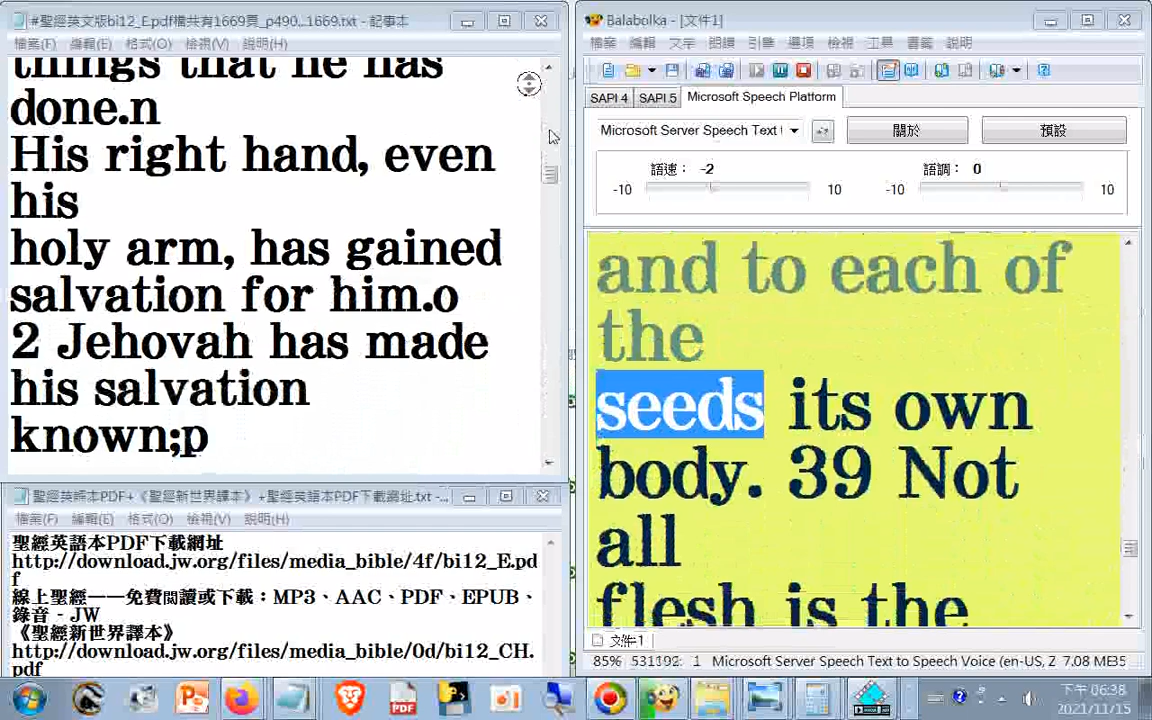 #聖經英文版bi12_E.pdf檔共有1669頁_p490,..1669.txt - 記事本
檔案(F) 編輯(E) 格式(O) 檢視(V) 說明(H)
things that he has
done.n
His right hand, even
his
holy arm, has gained
salvation for him.o
2 Jehovah has made
his salvation
known;p
聖經英語本PDF+《聖經新世界譯本》+聖經英語本PDF下載網址.txt -...
檔案(F) 編輯(E) 格式(O) 檢視(V) 說明(H)
聖經英語本PDF下載網址
http://download.jw.org/files/media_bible/4f/bi12_E.pd
f
線上聖經——免費閱讀或下載：MP3、AAC、PDF、EPUB、
錄音 - JW
《聖經新世界譯本》
http://download.jw.org/files/media_bible/0d/bi12_CH.
pdf
Balabolka - [文件1]
檔案 編輯 文字 朗讀 引擎 選項 檢視 工具 書籤 說明
SAPI 4 SAPI 5 Microsoft Speech Platform
Microsoft Server Speech Text 關於 預設
語速： -2 語調： 0
-10 10 -10 10
and to each of
the
seeds its own
body. 39 Not
all
flesh is the
文件1
85% 531192: 1 Microsoft Server Speech Text to Speech Voice (en-US, Z 7.08 MB
下午 06:38
2021/11/15